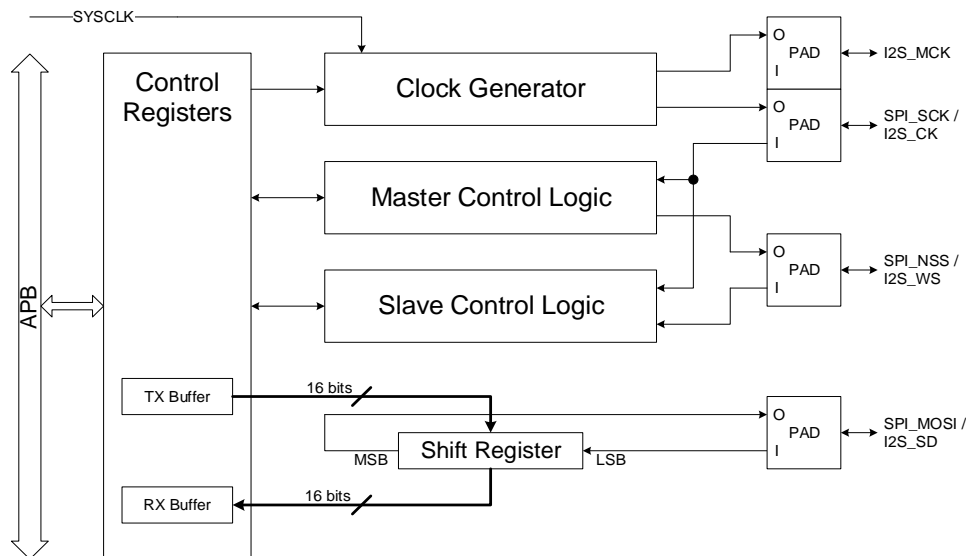 SYSCLK
APB
Control
Registers
Clock Generator
O
PAD
I
I2S_MCK
O
PAD
I
SPI_SCK /
I2S_CK
Master Control Logic
O
PAD
I
SPI_NSS /
I2S_WS
Slave Control Logic
TX Buffer
16 bits
MSB
Shift Register
LSB
O
PAD
I
SPI_MOSI /
I2S_SD
RX Buffer
16 bits